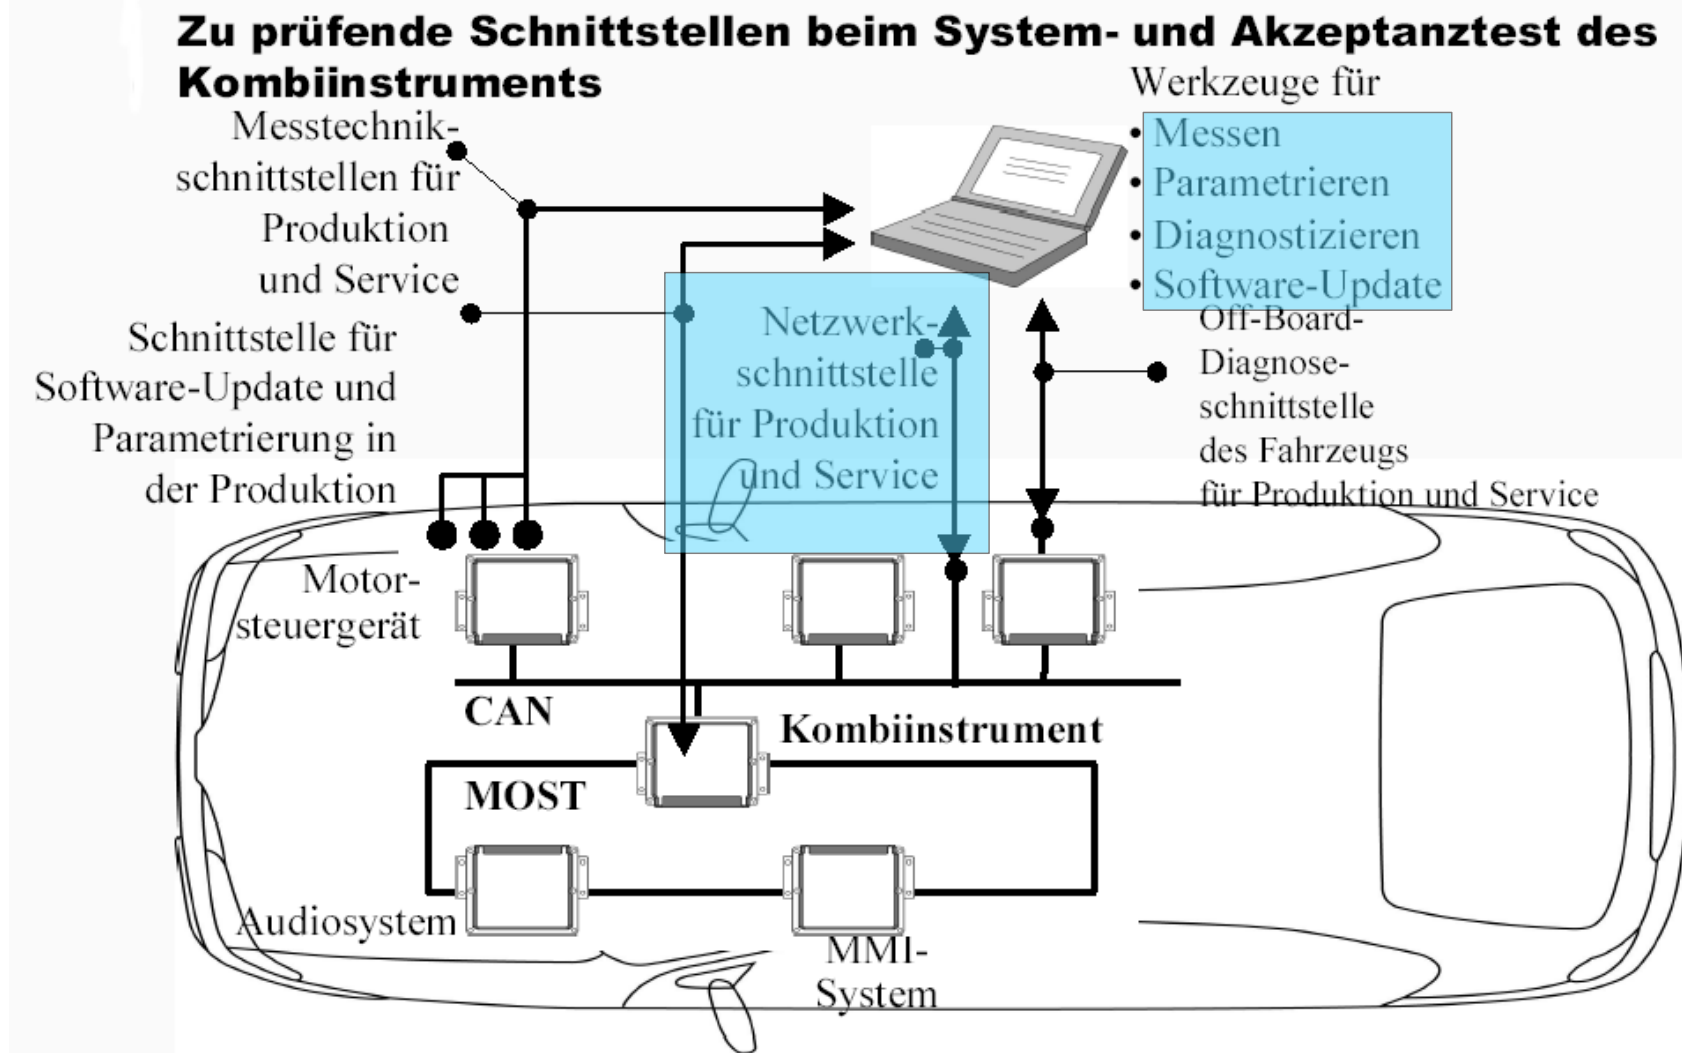 Zu prüfende Schnittstellen beim System- und Akzeptanztest des
Kombiinstruments
Werkzeuge für
• Messen
• Parametrieren
• Diagnostizieren
• Software-Update
Messtechnik-
schnittstellen für
Produktion
und Service
Schnittstelle für
Software-Update und
Parametrierung in
der Produktion
Netzwerk-
schnittstelle
für Produktion
und Service
Off-Board-
Diagnose-
schnittstelle
des Fahrzeugs
für Produktion und Service
Motor-
steuergerät
CAN
Kombiinstrument
MOST
Audiosystem
MMI-
System